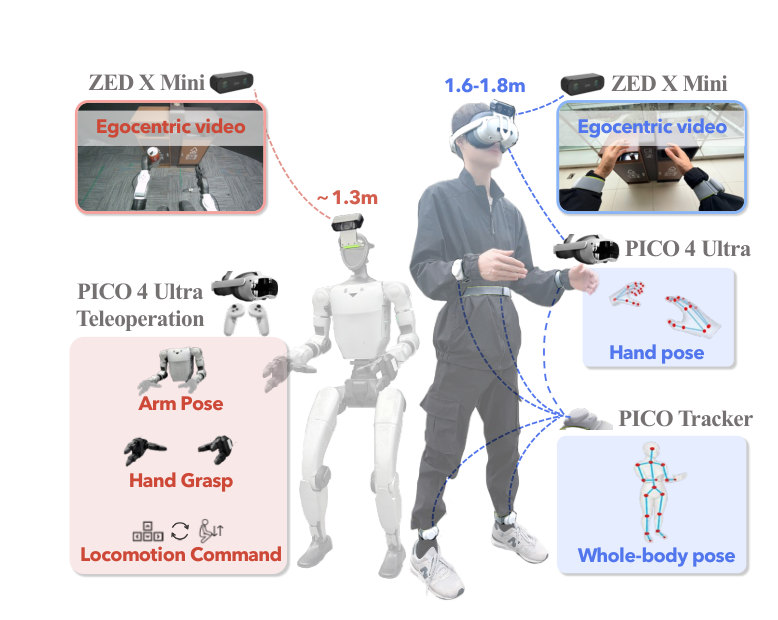 ZED X Mini
Egocentric video
~ 1.3m
PICO 4 Ultra
Teleoperation
Arm Pose
Hand Grasp
Locomotion Command
1.6-1.8m
ZED X Mini
Egocentric video
PICO 4 Ultra
Hand pose
PICO Tracker
Whole-body pose